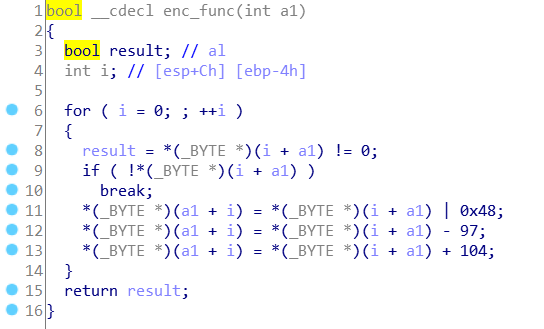 1 bool __cdecl enc_func(int a1)
2 {
3   bool result; // al
4   int i; // [esp+Ch] [ebp-4h]
5
6   for ( i = 0; ; ++i )
7   {
8     result = *(_BYTE *)(i + a1) != 0;
9     if ( !*(_BYTE *)(i + a1) )
10       break;
11     *(_BYTE *)(a1 + i) = *(_BYTE *)(i + a1) | 0x48;
12     *(_BYTE *)(a1 + i) = *(_BYTE *)(i + a1) - 97;
13     *(_BYTE *)(a1 + i) = *(_BYTE *)(i + a1) + 104;
14   }
15   return result;
16 }